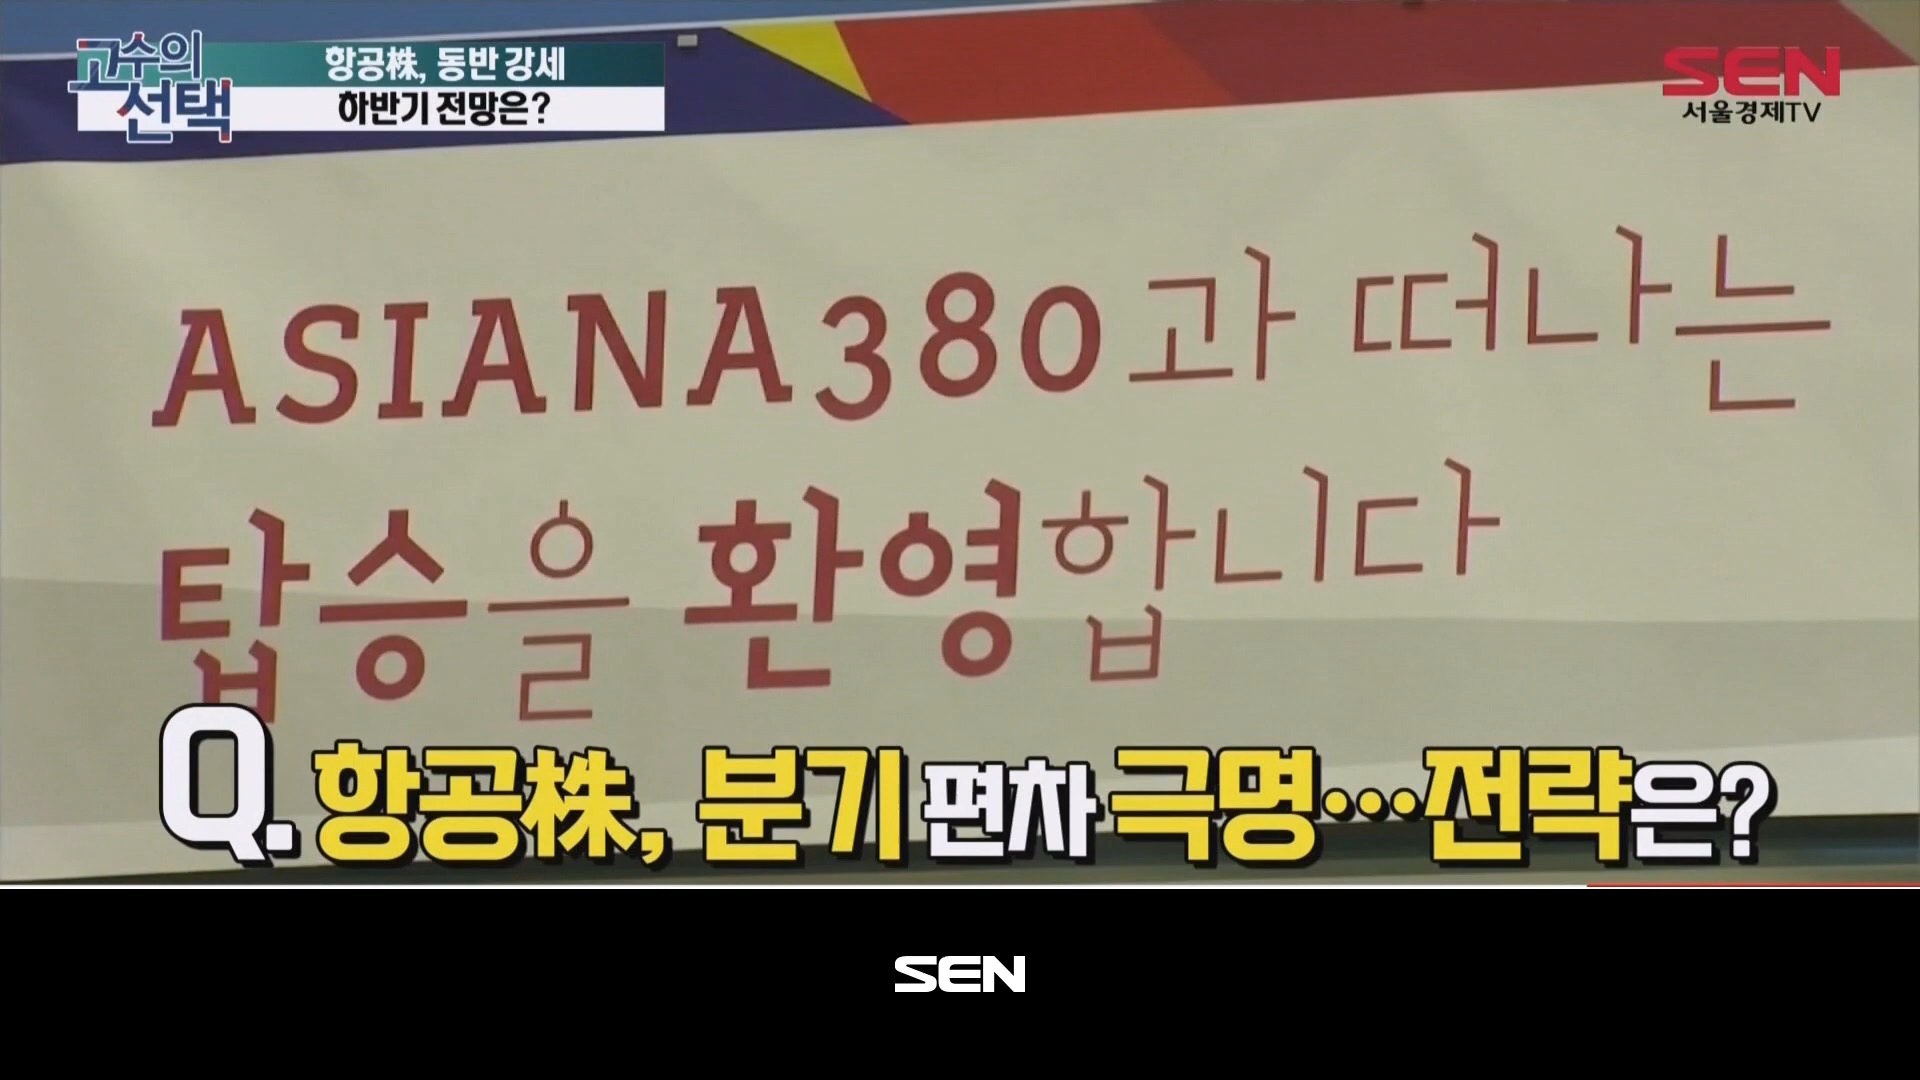 고수의
선택
항공株, 동반 강세
하반기 전망은?
SEN
서울경제TV
ASIANA380과 떠나는
탑승을 환영합니다
Q. 항공株, 분기 편차 극명…전략은?
SEN